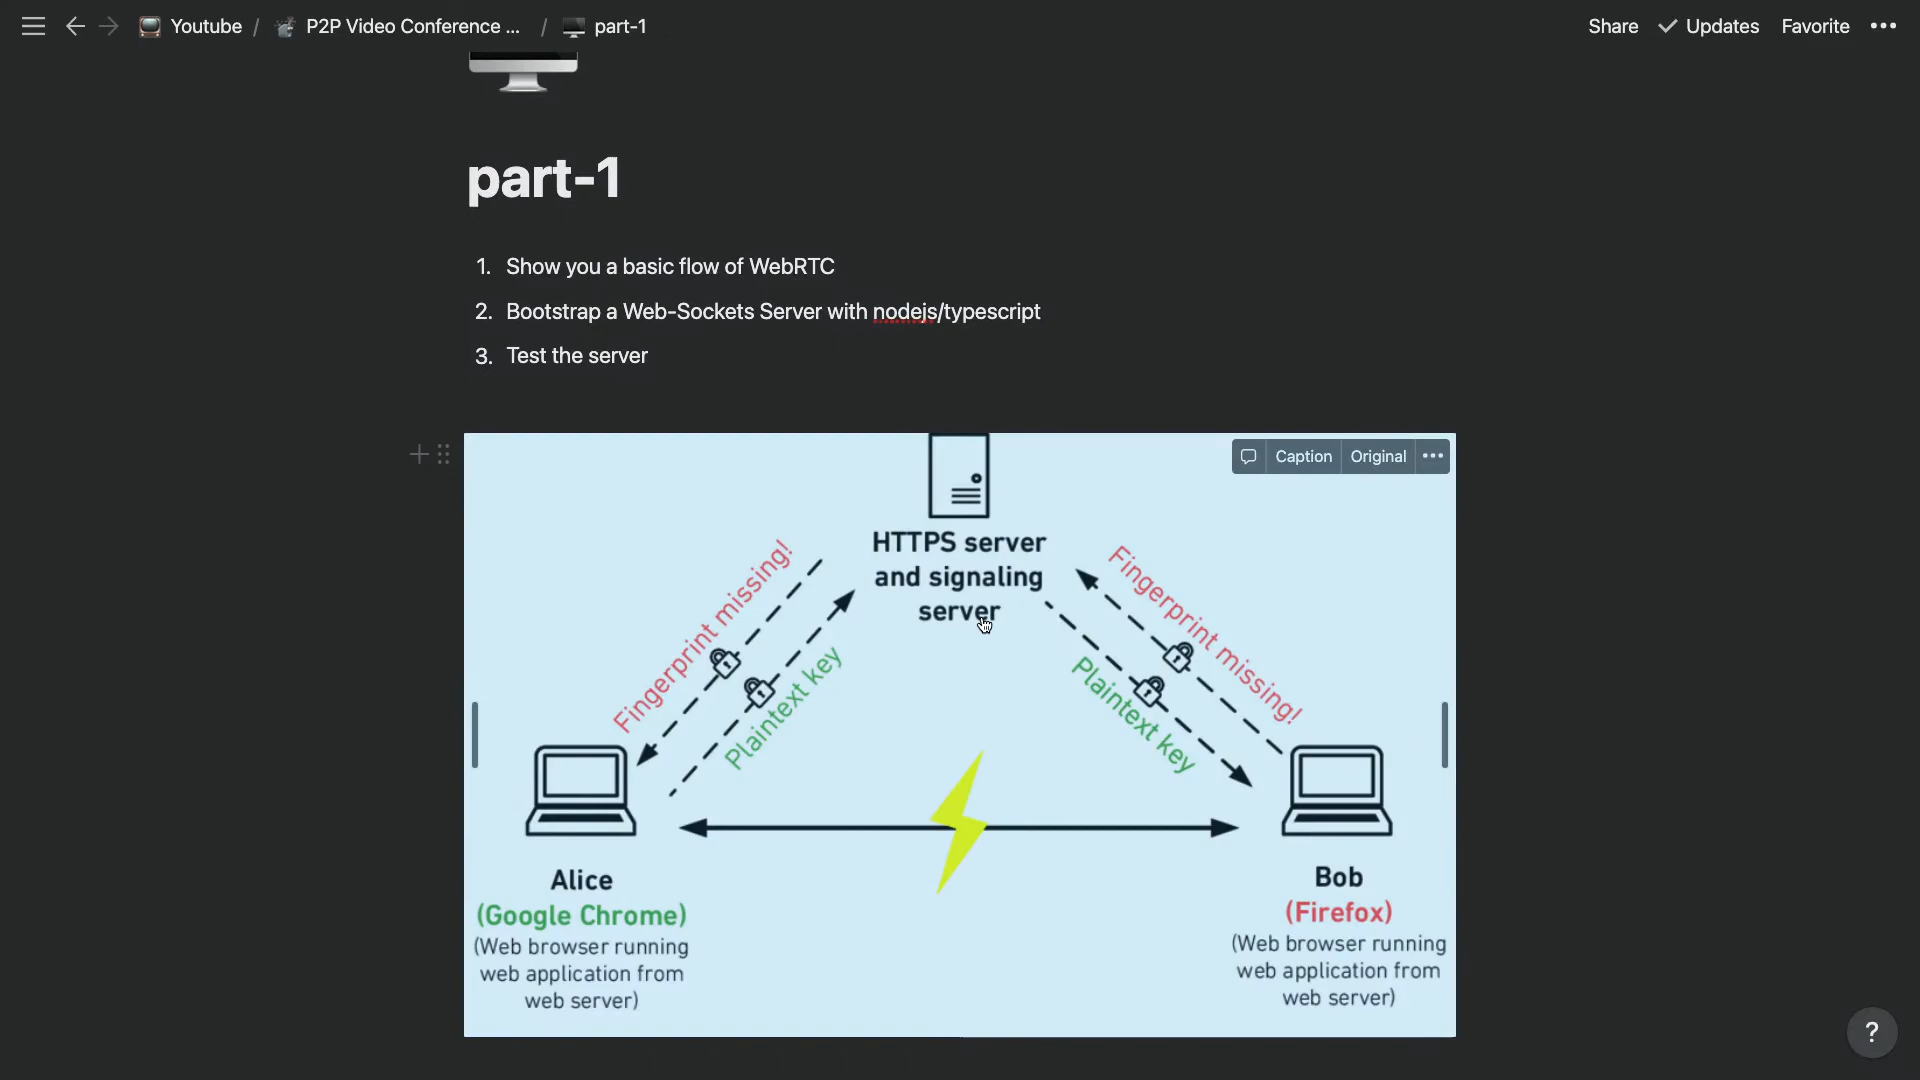 Youtube / P2P Video Conference ... / part-1
Share Updates Favorite
part-1
1. Show you a basic flow of WebRTC
2. Bootstrap a Web-Sockets Server with nodejs/typescript
3. Test the server
Caption Original
HTTPS server
and signaling
server
Fingerprint missing!
Plaintext key
Fingerprint missing!
Plaintext key
Alice
(Google Chrome)
(Web browser running
web application from
web server)
Bob
(Firefox)
(Web browser running
web application from
web server)
?